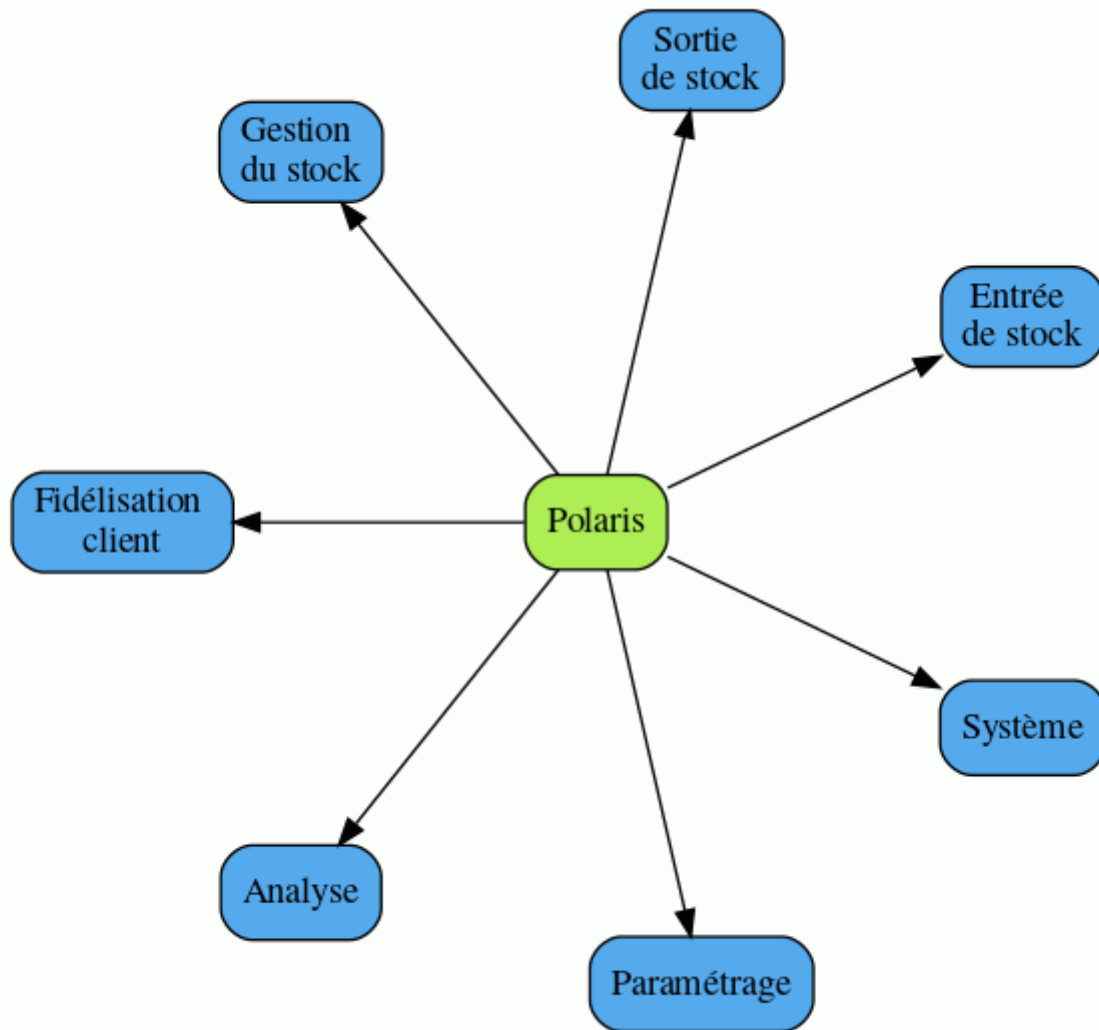 Sortie
de stock
Gestion
du stock
Entrée
de stock
Fidélisation
client
Polaris
Système
Analyse
Paramétrage